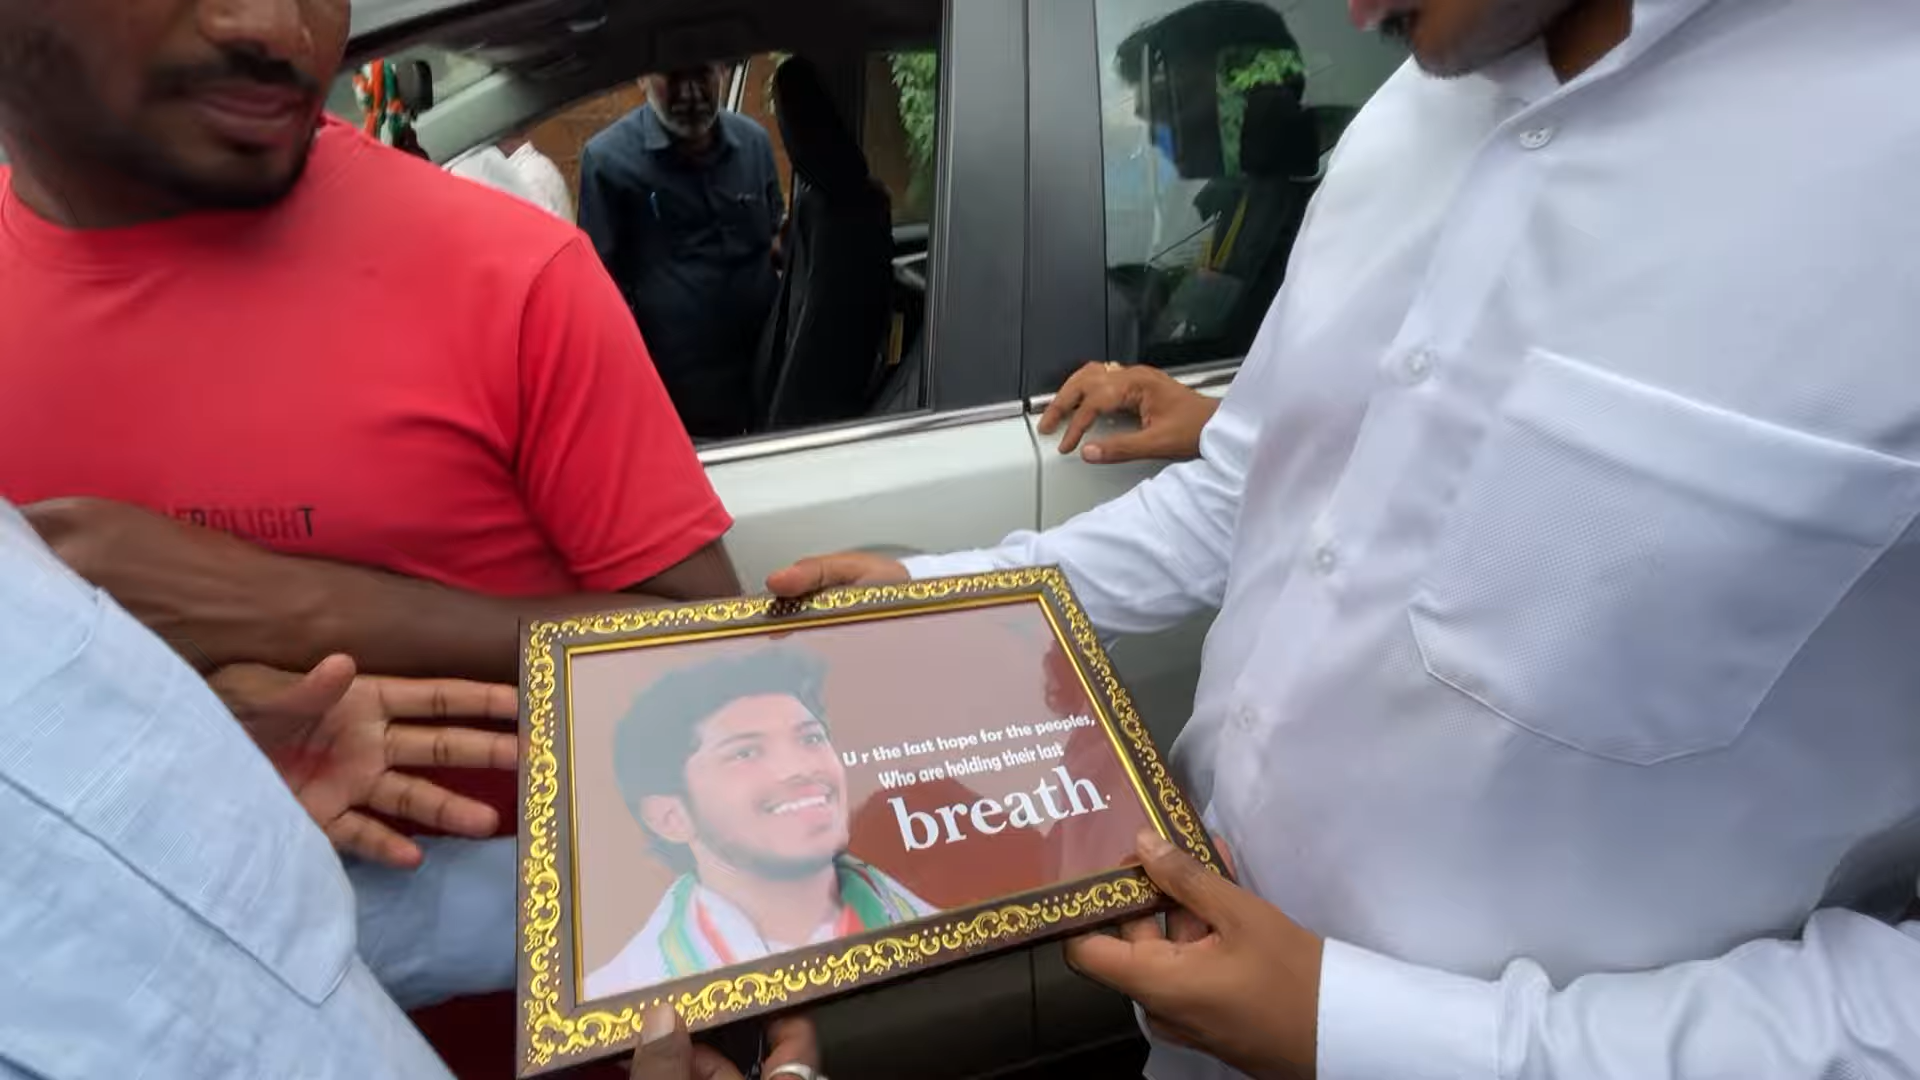 U r the last hope for the peoples,
Who are holding their last
breath.